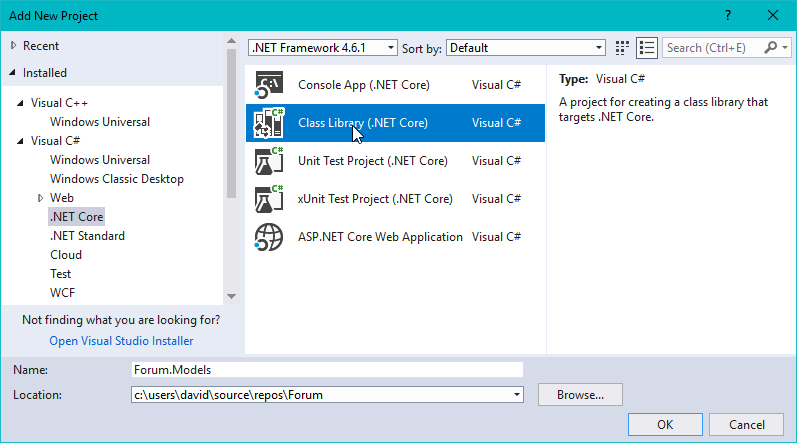 Add New Project
? 
Recent
.NET Framework 4.6.1 Sort by: Default Search (Ctrl+E)
Installed
Visual C++
Windows Universal
Visual C#
Windows Universal
Windows Classic Desktop
Web
.NET Core
.NET Standard
Cloud
Test
WCF
Not finding what you are looking for?
Open Visual Studio Installer
C:\ Console App (.NET Core) Visual C#
C# Class Library (.NET Core) Visual C#
C# Unit Test Project (.NET Core) Visual C#
C# xUnit Test Project (.NET Core) Visual C#
ASP.NET Core Web Application Visual C#
Type: Visual C#
A project for creating a class library that
targets .NET Core.
Name: Forum.Models
Location: c:\users\david\source\repos\Forum Browse...
OK Cancel